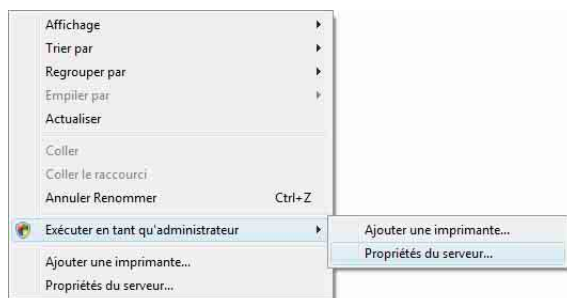 Affichage
Trier par
Regrouper par
Empiler par
Actualiser
Coller
Coller le raccourci
Annuler Renommer Ctrl+Z
Exécuter en tant qu'administrateur
Ajouter une imprimante...
Propriétés du serveur...
Ajouter une imprimante...
Propriétés du serveur...